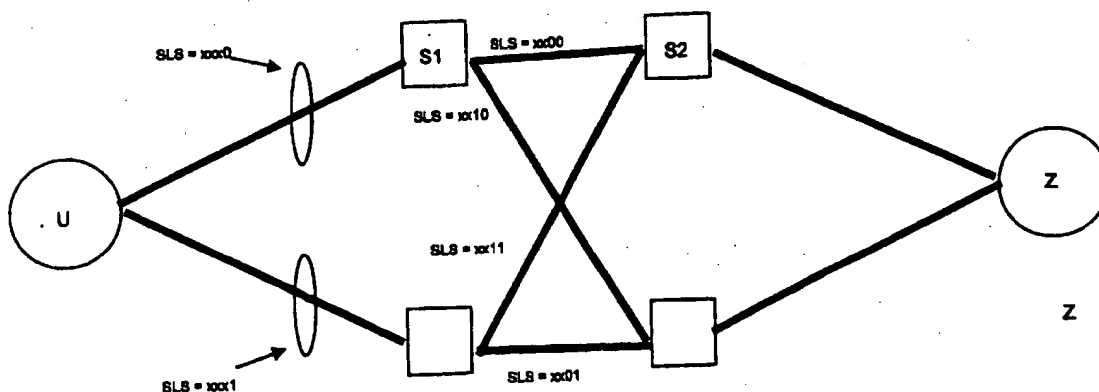 SLS = xxx0
S1
SLS = xx00
S2
SLS = xx10
. U
Z
SLS = xx11
Z
SLS = xx01
SLS = xxx1